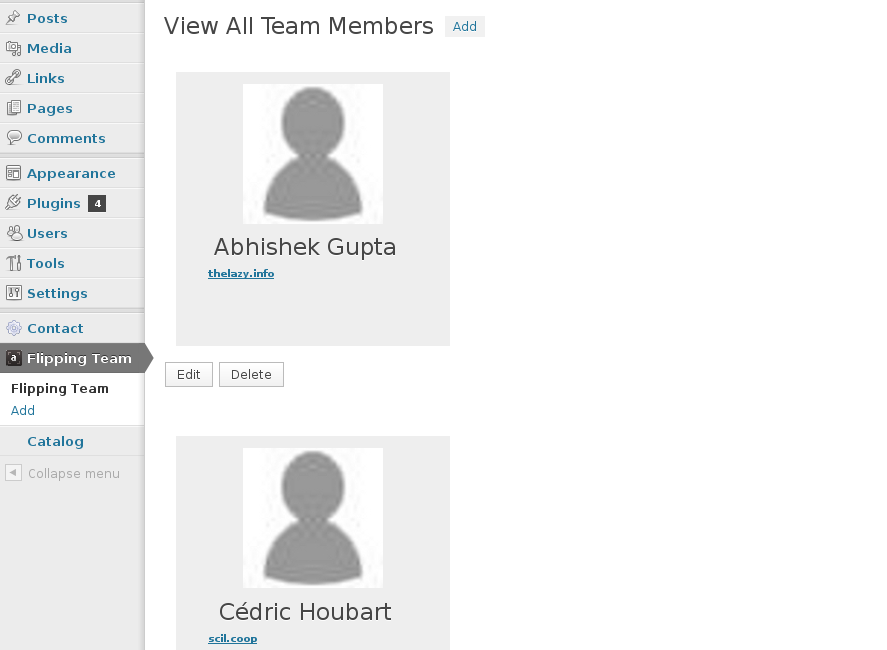 Posts
Media
Links
Pages
Comments
Appearance
Plugins 4
Users
Tools
Settings
Contact
a Flipping Team
Flipping Team
Add
Catalog
Collapse menu
View All Team Members Add
Abhishek Gupta
thelazy.info
Edit Delete
Cédric Houbart
scil.coop